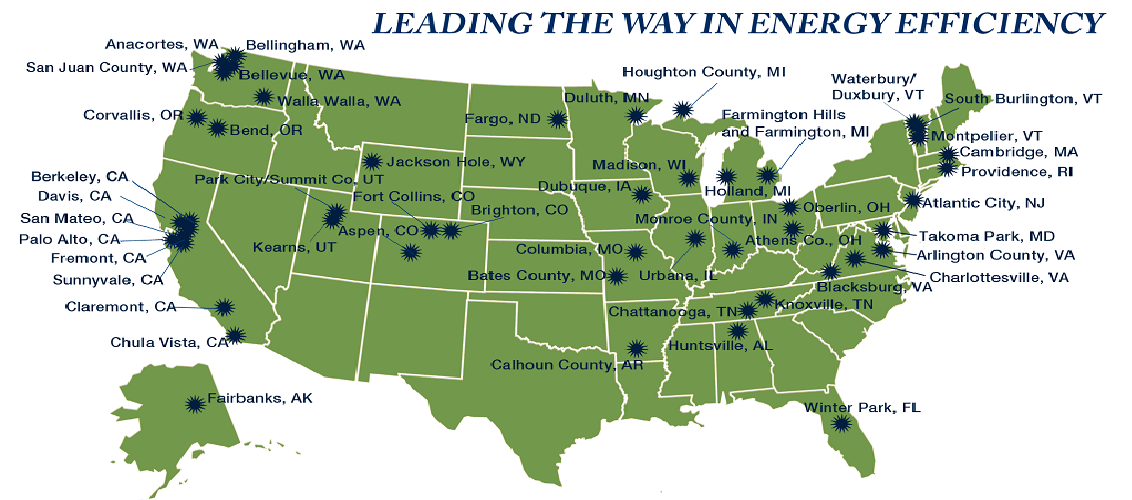 LEADING THE WAY IN ENERGY EFFICIENCY
Anacortes, WA
Bellingham, WA
San Juan County, WA
Bellevue, WA
Walla Walla, WA
Corvallis, OR
Bend, OR
Houghton County, MI
Duluth, MN
Fargo, ND
Waterbury/
Duxbury, VT
South Burlington, VT
Farmington Hills
and Farmington, MI
Montpelier, VT
Cambridge, MA
Providence, RI
Jackson Hole, WY
Madison, WI
Holland, MI
Berkeley, CA
Davis, CA
San Mateo, CA
Palo Alto, CA
Fremont, CA
Sunnyvale, CA
Park City/Summit Co, UT
Fort Collins, CO
Brighton, CO
Kearns, UT
Aspen, CO
Dubuque, IA
Monroe County, IN
Oberlin, OH
Atlantic City, NJ
Athens Co., OH
Takoma Park, MD
Arlington County, VA
Charlottesville, VA
Columbia, MO
Bates County, MO
Urbana, IL
Blacksburg, VA
Claremont, CA
Chula Vista, CA
Chattanooga, TN
Knoxville, TN
Huntsville, AL
Calhoun County, AR
Fairbanks, AK
Winter Park, FL